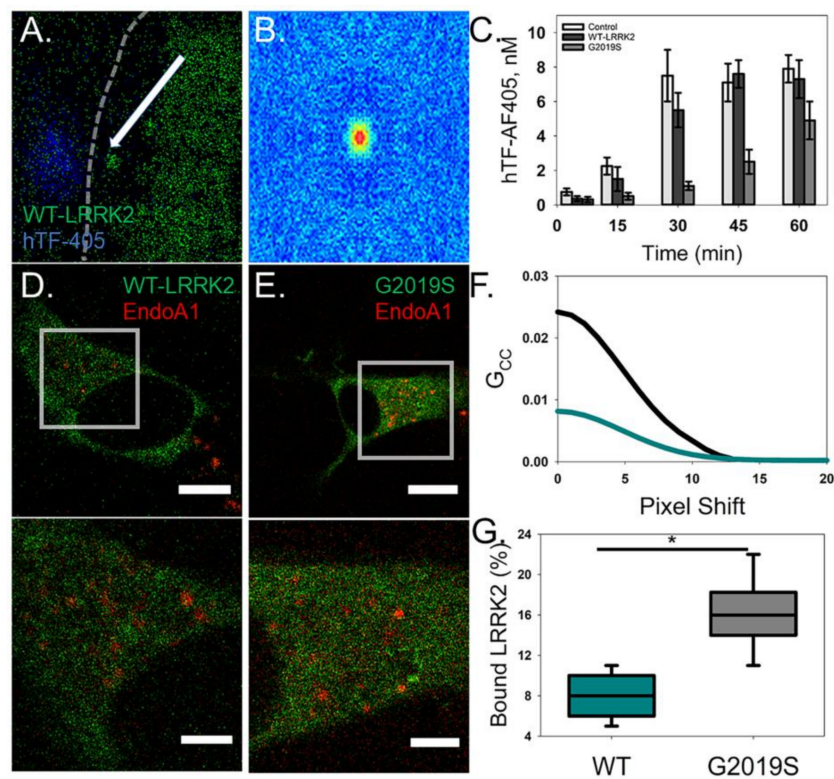 A.
WT-LRRK2
hTF-405
B.
C.
Control
WT-LRRK2
G2019S
hTF-AF405, nM
10
8
6
4
2
0
0 15 30 45 60
Time (min)
D.
WT-LRRK2
EndoA1
E.
G2019S
EndoA1
F.
GCC
0.03
0.02
0.01
0.00
0 5 10 15 20
Pixel Shift
G.
*
Bound LRRK2 (%)
24
20
16
12
8
4
WT G2019S